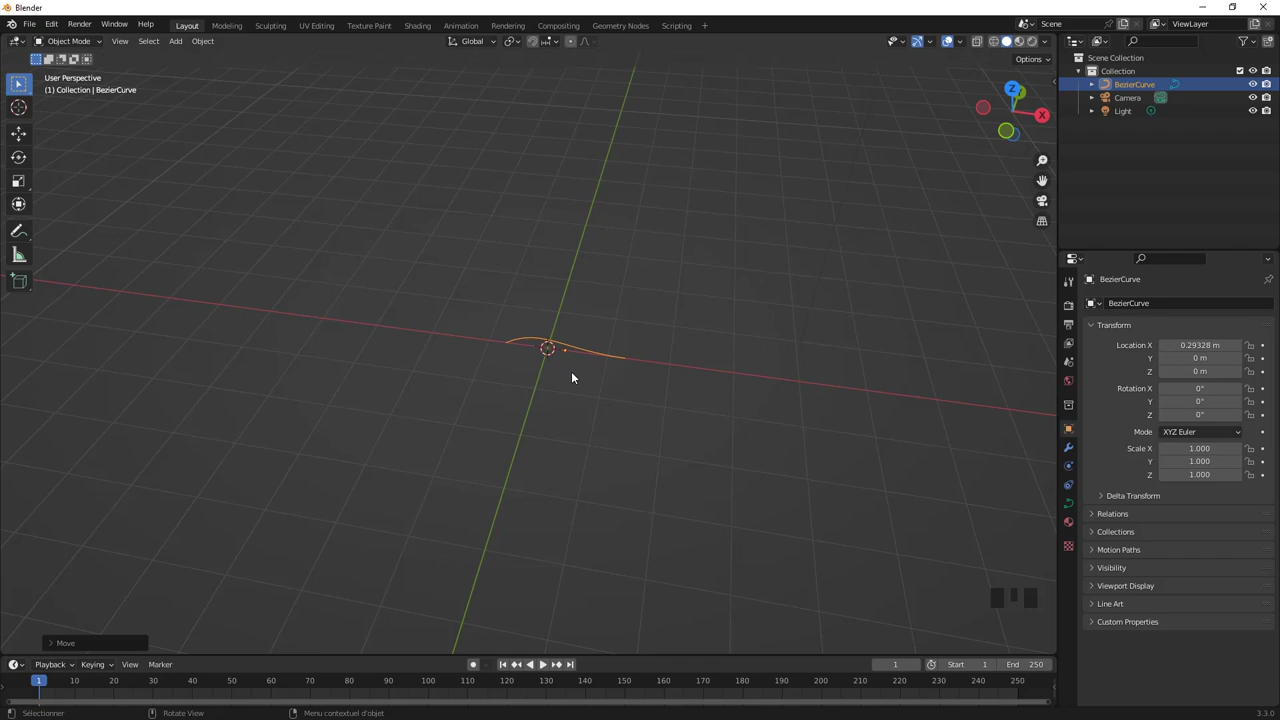 Blender
File Edit Render Window Help
Layout Modeling Sculpting UV Editing Texture Paint Shading Animation Rendering Compositing Geometry Nodes Scripting +
Scene
ViewLayer
Object Mode View Select Add Object
Global
Options
User Perspective
(1) Collection | BezierCurve
Z
X
Scene Collection
Collection
BezierCurve
Camera
Light
BezierCurve
BezierCurve
Transform
Location X 0.29328 m
Y 0 m
Z 0 m
Rotation X 0°
Y 0°
Z 0°
Mode XYZ Euler
Scale X 1.000
Y 1.000
Z 1.000
Delta Transform
Relations
Collections
Motion Paths
Visibility
Viewport Display
Line Art
Custom Properties
Move
Playback Keying View Marker
1
Start 1
End 250
1 10 20 30 40 50 60 70 80 90 100 110 120 130 140 150 160 170 180 190 200 210 220 230 240 250
Sélectionner
Rotate View
Menu contextuel d'objet
3.3.0